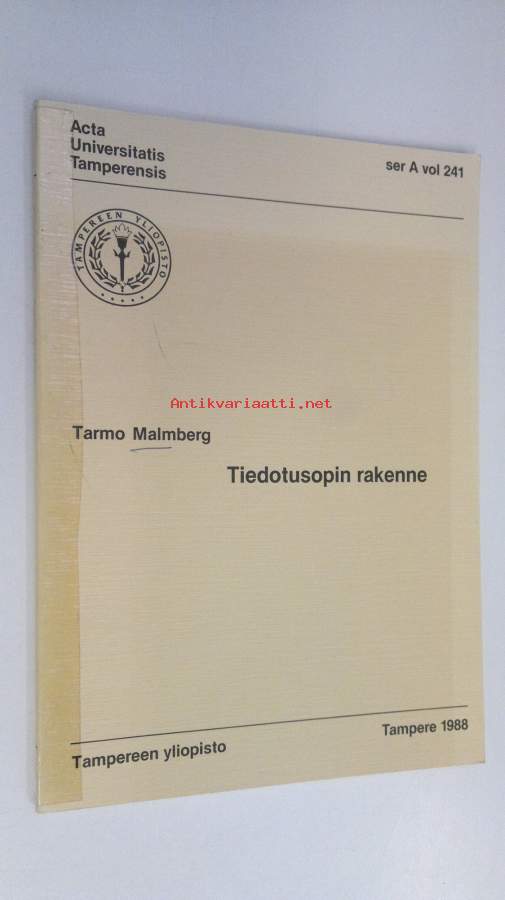 Acta
Universitatis
Tamperensis
ser A vol 241
TAMPEREEN YLIOPISTO
Antikvariaatti.net
Tarmo Malmberg
Tiedotusopin rakenne
Tampereen yliopisto
Tampere 1988